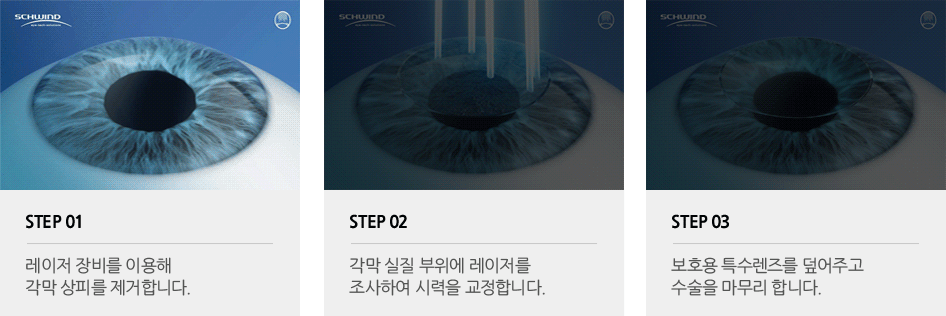 SCHWIND
SCHWIND
SCHWIND
STEP 01
레이저 장비를 이용해
각막 상피를 제거합니다.
STEP 02
각막 실질 부위에 레이저를
조사하여 시력을 교정합니다.
STEP 03
보호용 특수렌즈를 덮어주고
수술을 마무리 합니다.